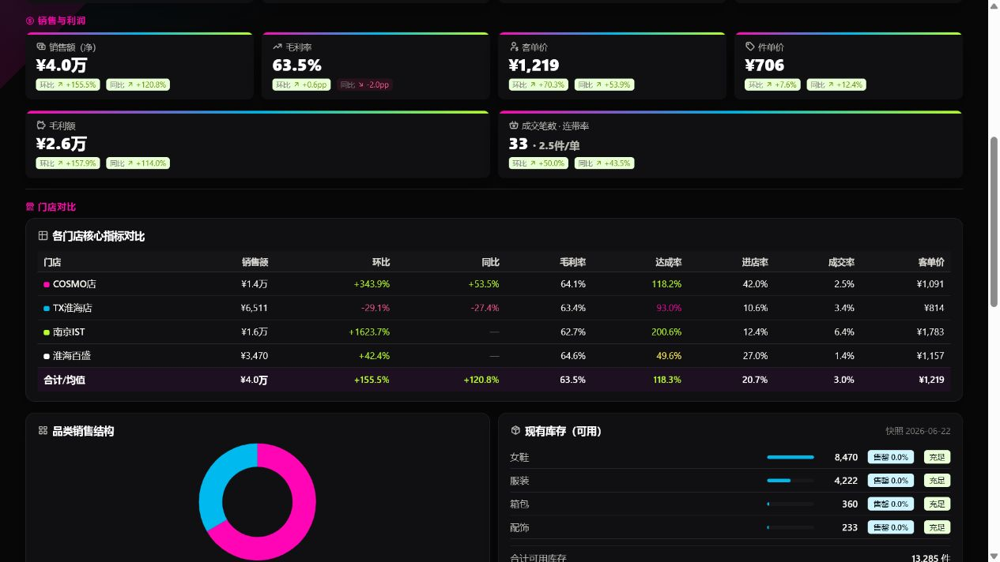 销售与利润
销售额（净）
¥4.0万
环比 ↗ +155.5% 同比 ↗ +120.8%
毛利率
63.5%
环比 ↗ +0.6pp 同比 ↘ -2.0pp
客单价
¥1,219
环比 ↗ +70.3% 同比 ↗ +53.9%
件单价
¥706
环比 ↗ +7.6% 同比 ↗ +12.4%
毛利额
¥2.6万
环比 ↗ +157.9% 同比 ↗ +114.0%
成交笔数 · 连带率
33 · 2.5件/单
环比 ↗ +50.0% 同比 ↗ +43.5%
门店对比
各门店核心指标对比
门店 销售额 环比 同比 毛利率 达成率 进店率 成交率 客单价
COSMO店 ¥1.4万 +343.9% +53.5% 64.1% 118.2% 42.0% 2.5% ¥1,091
TX淮海店 ¥6,511 -29.1% -27.4% 63.4% 93.0% 10.6% 3.4% ¥814
南京IST ¥1.6万 +1623.7% — 62.7% 200.6% 12.4% 6.4% ¥1,783
淮海百盛 ¥3,470 +42.4% — 64.6% 49.6% 27.0% 1.4% ¥1,157
合计/均值 ¥4.0万 +155.5% +120.8% 63.5% 118.3% 20.7% 3.0% ¥1,219
品类销售结构
现有库存（可用） 快照 2026-06-22
女鞋 8,470 售罄 0.0% 充足
服装 4,222 售罄 0.0% 充足
箱包 360 售罄 0.0% 充足
配饰 233 售罄 0.0% 充足
合计可用库存 13,285 件